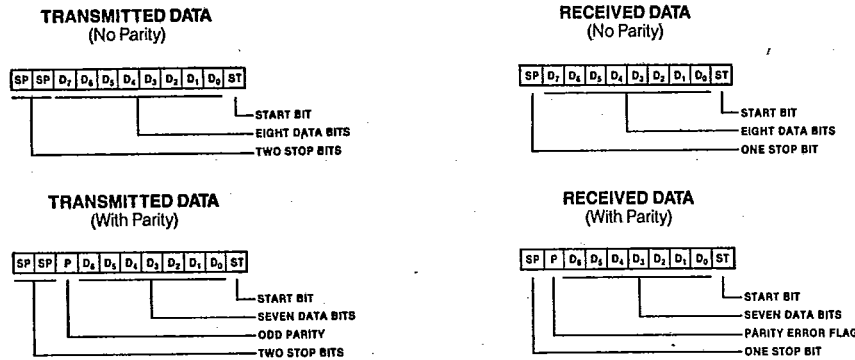 TRANSMITTED DATA
(No Parity)
SP SP D7 D6 D5 D4 D3 D2 D1 D0 ST
START BIT
EIGHT DATA BITS
TWO STOP BITS
RECEIVED DATA
(No Parity)
SP D7 D6 D5 D4 D3 D2 D1 D0 ST
START BIT
EIGHT DATA BITS
ONE STOP BIT
TRANSMITTED DATA
(With Parity)
SP SP P D6 D5 D4 D3 D2 D1 D0 ST
START BIT
SEVEN DATA BITS
ODD PARITY
TWO STOP BITS
RECEIVED DATA
(With Parity)
SP P D6 D5 D4 D3 D2 D1 D0 ST
START BIT
SEVEN DATA BITS
PARITY ERROR FLAG
ONE STOP BIT